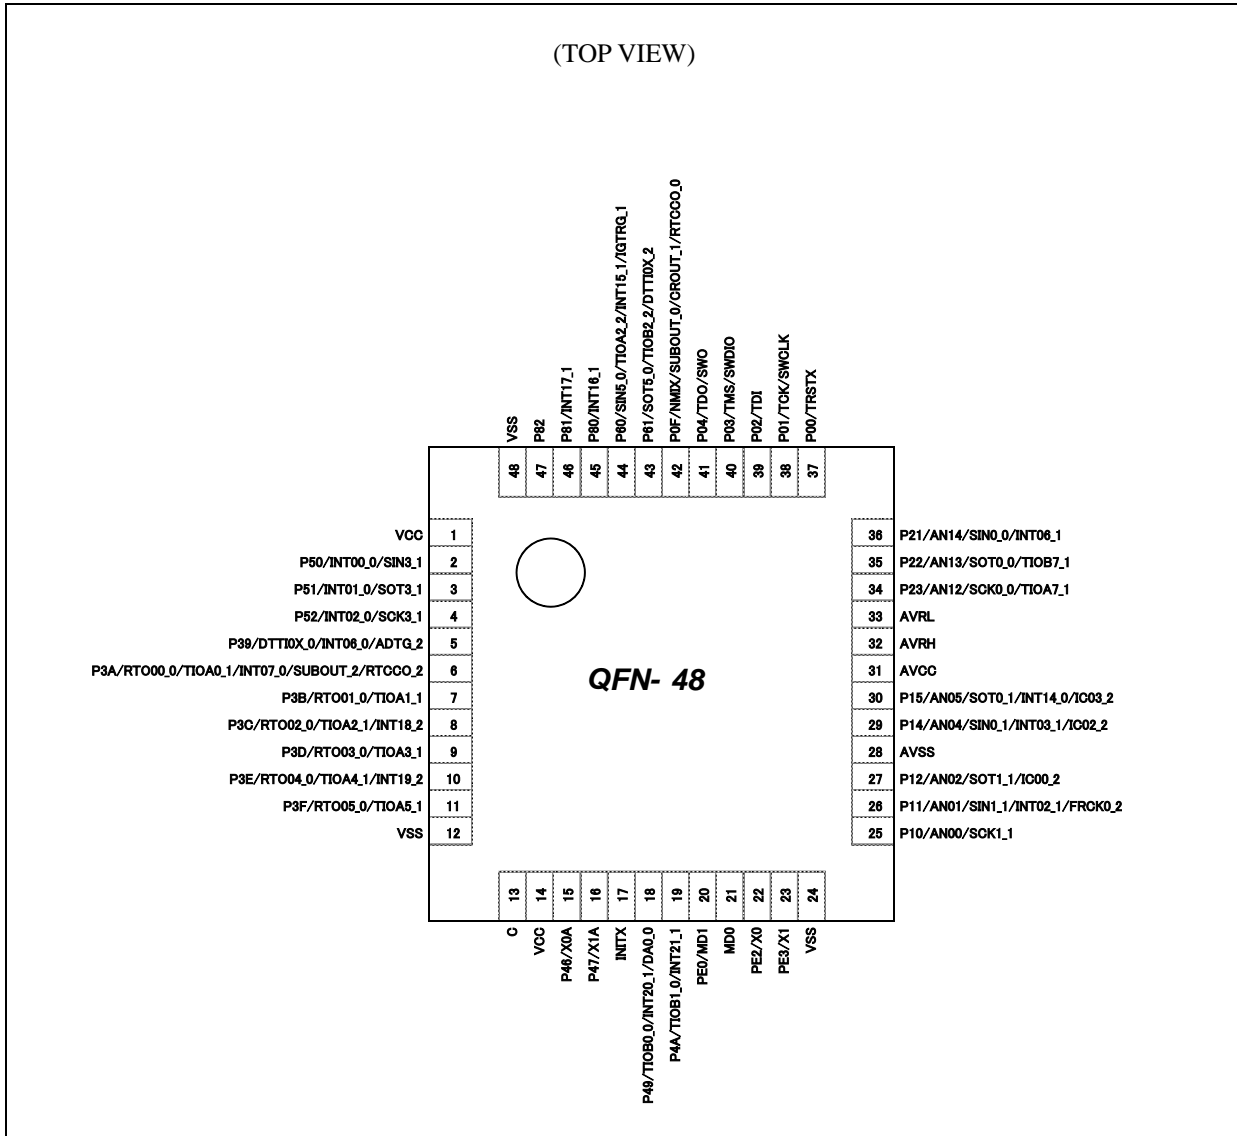 (TOP VIEW)
VSS
P82
P81/INT17_1
P80/INT16_1
P60/SIN5_0/TIOA2_2/INT15_1/IGTRG_1
P61/SOT5_0/TIOB2_2/DTTI0X_2
P0F/NMIX/SUBOUT_0/CROUT_1/RTCCO_0
P04/TDO/SWO
P03/TMS/SWDIO
P02/TDI
P01/TCK/SWCLK
P00/TRSTX
48 47 46 45 44 43 42 41 40 39 38 37
VCC 1
P50/INT00_0/SIN3_1 2
P51/INT01_0/SOT3_1 3
P52/INT02_0/SCK3_1 4
P39/DTTI0X_0/INT06_0/ADTG_2 5
P3A/RTO00_0/TIOA0_1/INT07_0/SUBOUT_2/RTCCO_2 6
P3B/RTO01_0/TIOA1_1 7
P3C/RTO02_0/TIOA2_1/INT18_2 8
P3D/RTO03_0/TIOA3_1 9
P3E/RTO04_0/TIOA4_1/INT19_2 10
P3F/RTO05_0/TIOA5_1 11
VSS 12
QFN- 48
36 P21/AN14/SIN0_0/INT06_1
35 P22/AN13/SOT0_0/TIOB7_1
34 P23/AN12/SCK0_0/TIOA7_1
33 AVRL
32 AVRH
31 AVCC
30 P15/AN05/SOT0_1/INT14_0/IC03_2
29 P14/AN04/SIN0_1/INT03_1/IC02_2
28 AVSS
27 P12/AN02/SOT1_1/IC00_2
26 P11/AN01/SIN1_1/INT02_1/FRCK0_2
25 P10/AN00/SCK1_1
13 14 15 16 17 18 19 20 21 22 23 24
C
VCC
P46/X0A
P47/X1A
INITX
P49/TIOB0_0/INT20_1/DA0_0
P4A/TIOB1_0/INT21_1
PE0/MD1
MD0
PE2/X0
PE3/X1
VSS